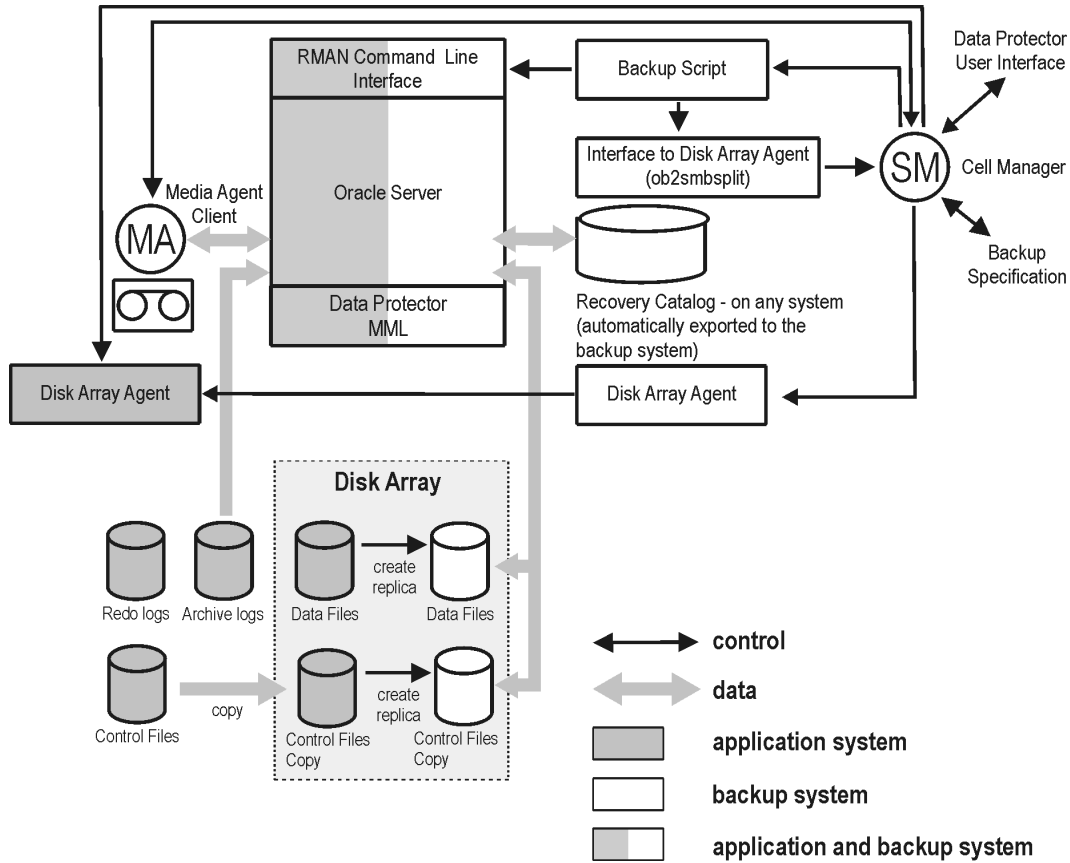 RMAN Command Line
Interface
Backup Script
Data Protector
User Interface
Interface to Disk Array Agent
(ob2smbsplit)
SM
Cell Manager
Media Agent
Client
Oracle Server
MA
Backup
Specification
Data Protector
MML
Recovery Catalog - on any system
(automatically exported to the
backup system)
Disk Array Agent
Disk Array Agent
Disk Array
create
replica
Redo logs
Archive logs
Data Files
Data Files
control
data
copy
create
replica
Control Files
Control Files
Copy
Control Files
Copy
application system
backup system
application and backup system